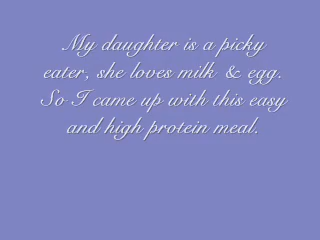 My daughter is a picky
eater, she loves milk & egg.
So I came up with this easy
and high protein meal.